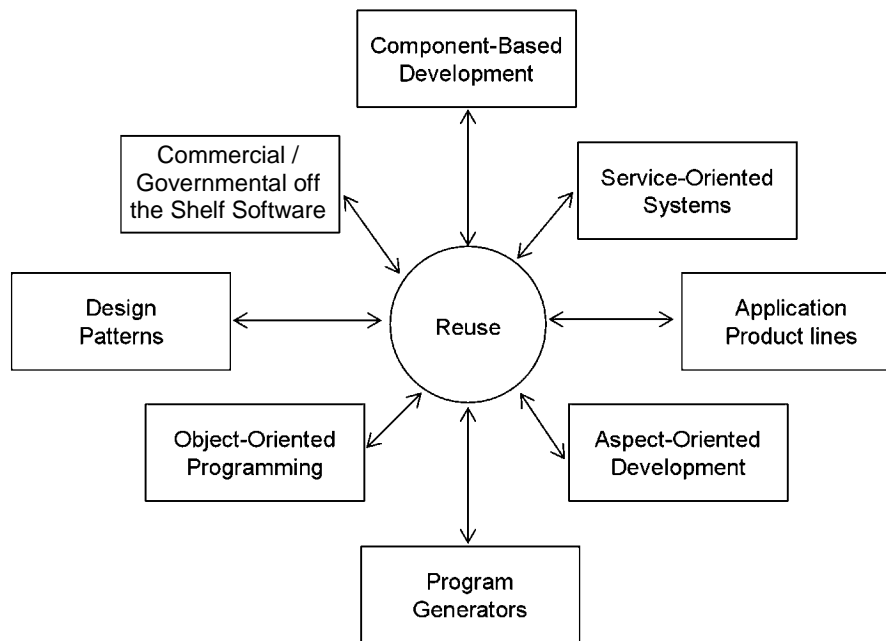 Component-Based
Development
Commercial /
Governmental off
the Shelf Software
Service-Oriented
Systems
Design
Patterns
Reuse
Application
Product lines
Object-Oriented
Programming
Aspect-Oriented
Development
Program
Generators